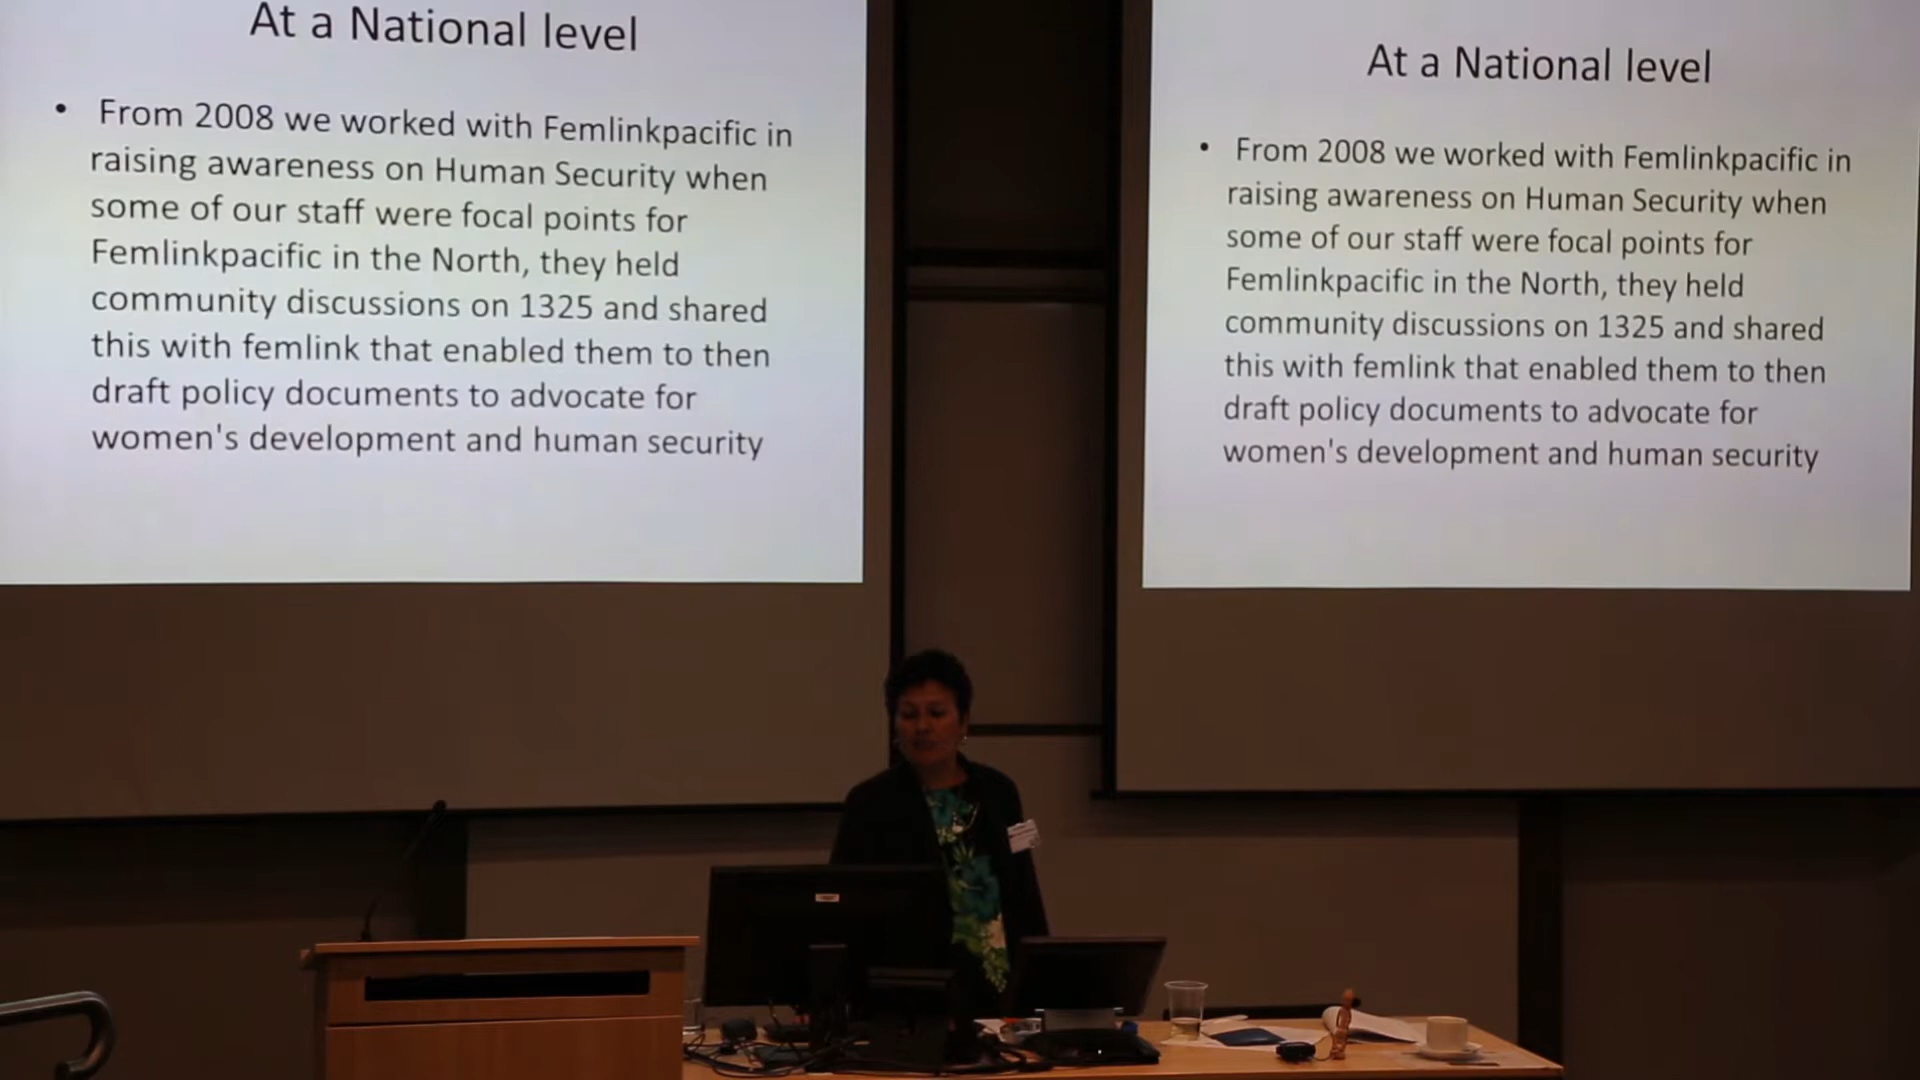 At a National level
• From 2008 we worked with Femlinkpacific in
raising awareness on Human Security when
some of our staff were focal points for
Femlinkpacific in the North, they held
community discussions on 1325 and shared
this with femlink that enabled them to then
draft policy documents to advocate for
women's development and human security
At a National level
• From 2008 we worked with Femlinkpacific in
raising awareness on Human Security when
some of our staff were focal points for
Femlinkpacific in the North, they held
community discussions on 1325 and shared
this with femlink that enabled them to then
draft policy documents to advocate for
women's development and human security